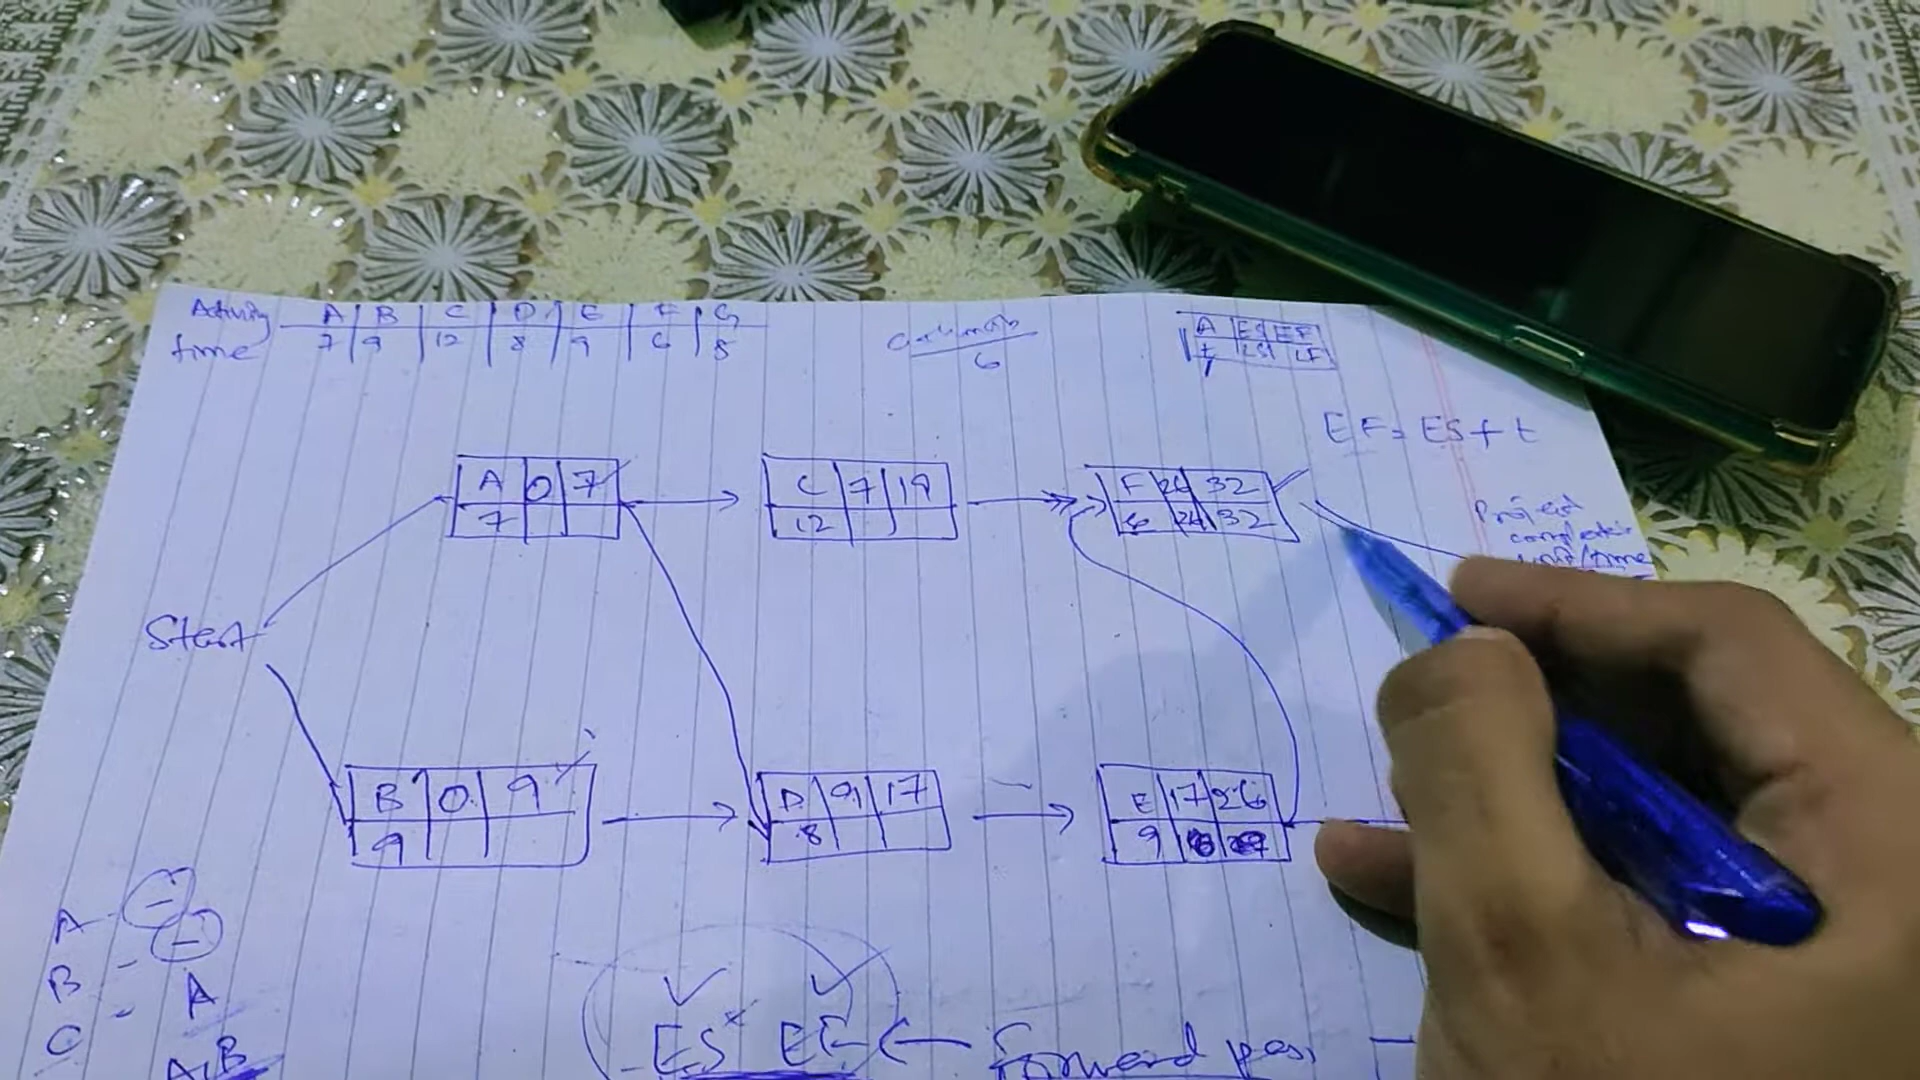 Activity A B C D E F G
time 7 9 12 8 9 6 8
6
A ES EF
t LS LF
EF = ES + t
A 0 7
7
C 7 19
12
F 26 32
6 26 32
Project
completion
time
Start
B 0 9
9
D 9 17
8
E 17 26
9
A - -
B - -
C - A
A, B
ES EF ← Forward pass